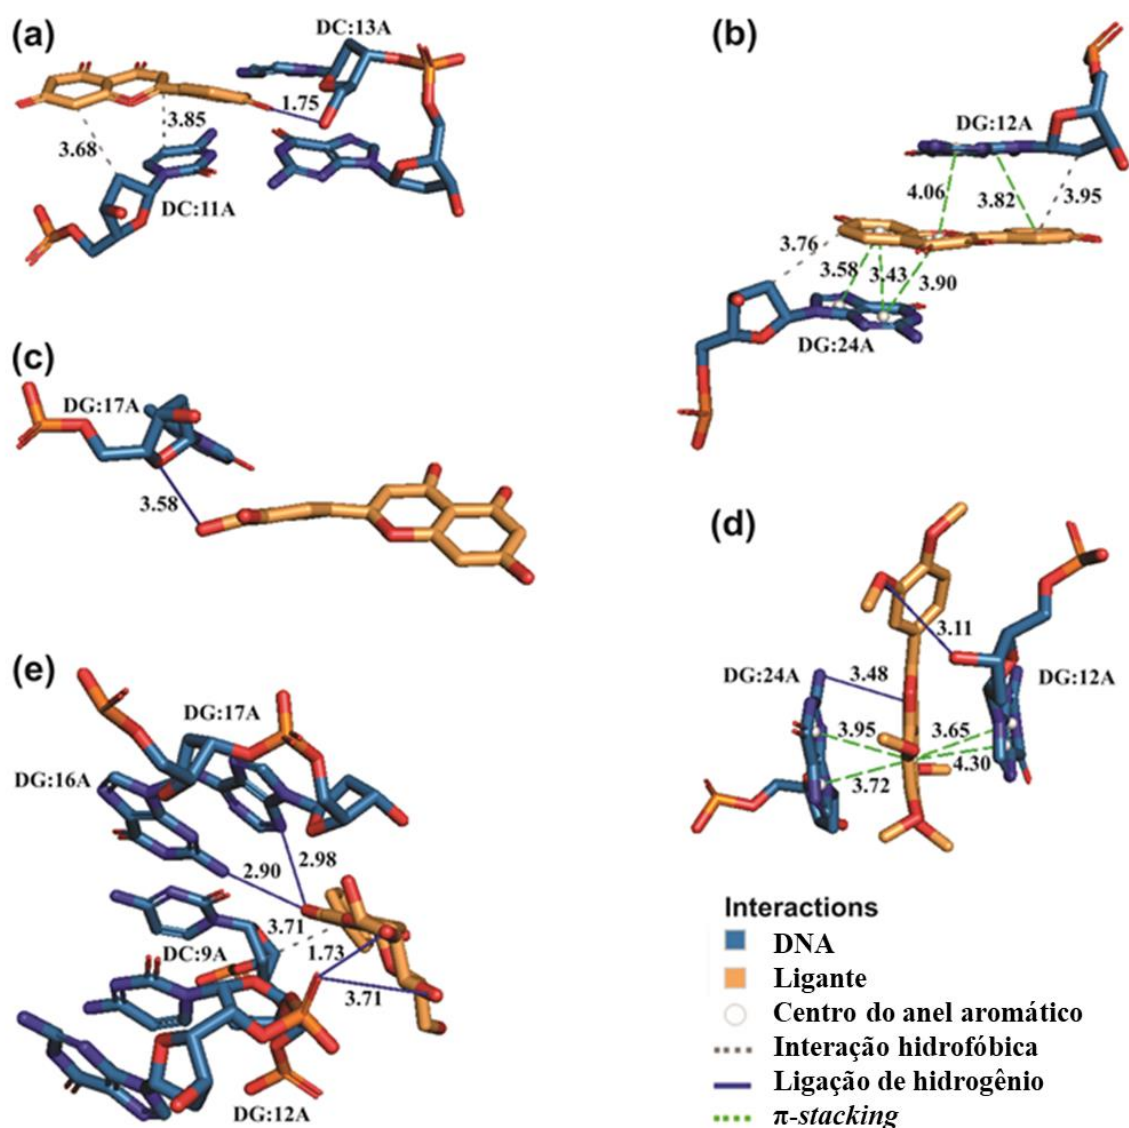 (a)
DC:13A
1.75
3.85
3.68
DC:11A
(b)
DG:12A
4.06
3.82
3.95
3.76
3.58
3.43
3.90
DG:24A
(c)
DG:17A
3.58
(d)
3.11
DG:24A
3.48
DG:12A
3.95
3.65
4.30
3.72
(e)
DG:17A
DG:16A
2.98
2.90
3.71
1.73
DC:9A
3.71
DG:12A
Interactions
DNA
Ligante
Centro do anel aromático
Interação hidrofóbica
Ligação de hidrogênio
π-stacking